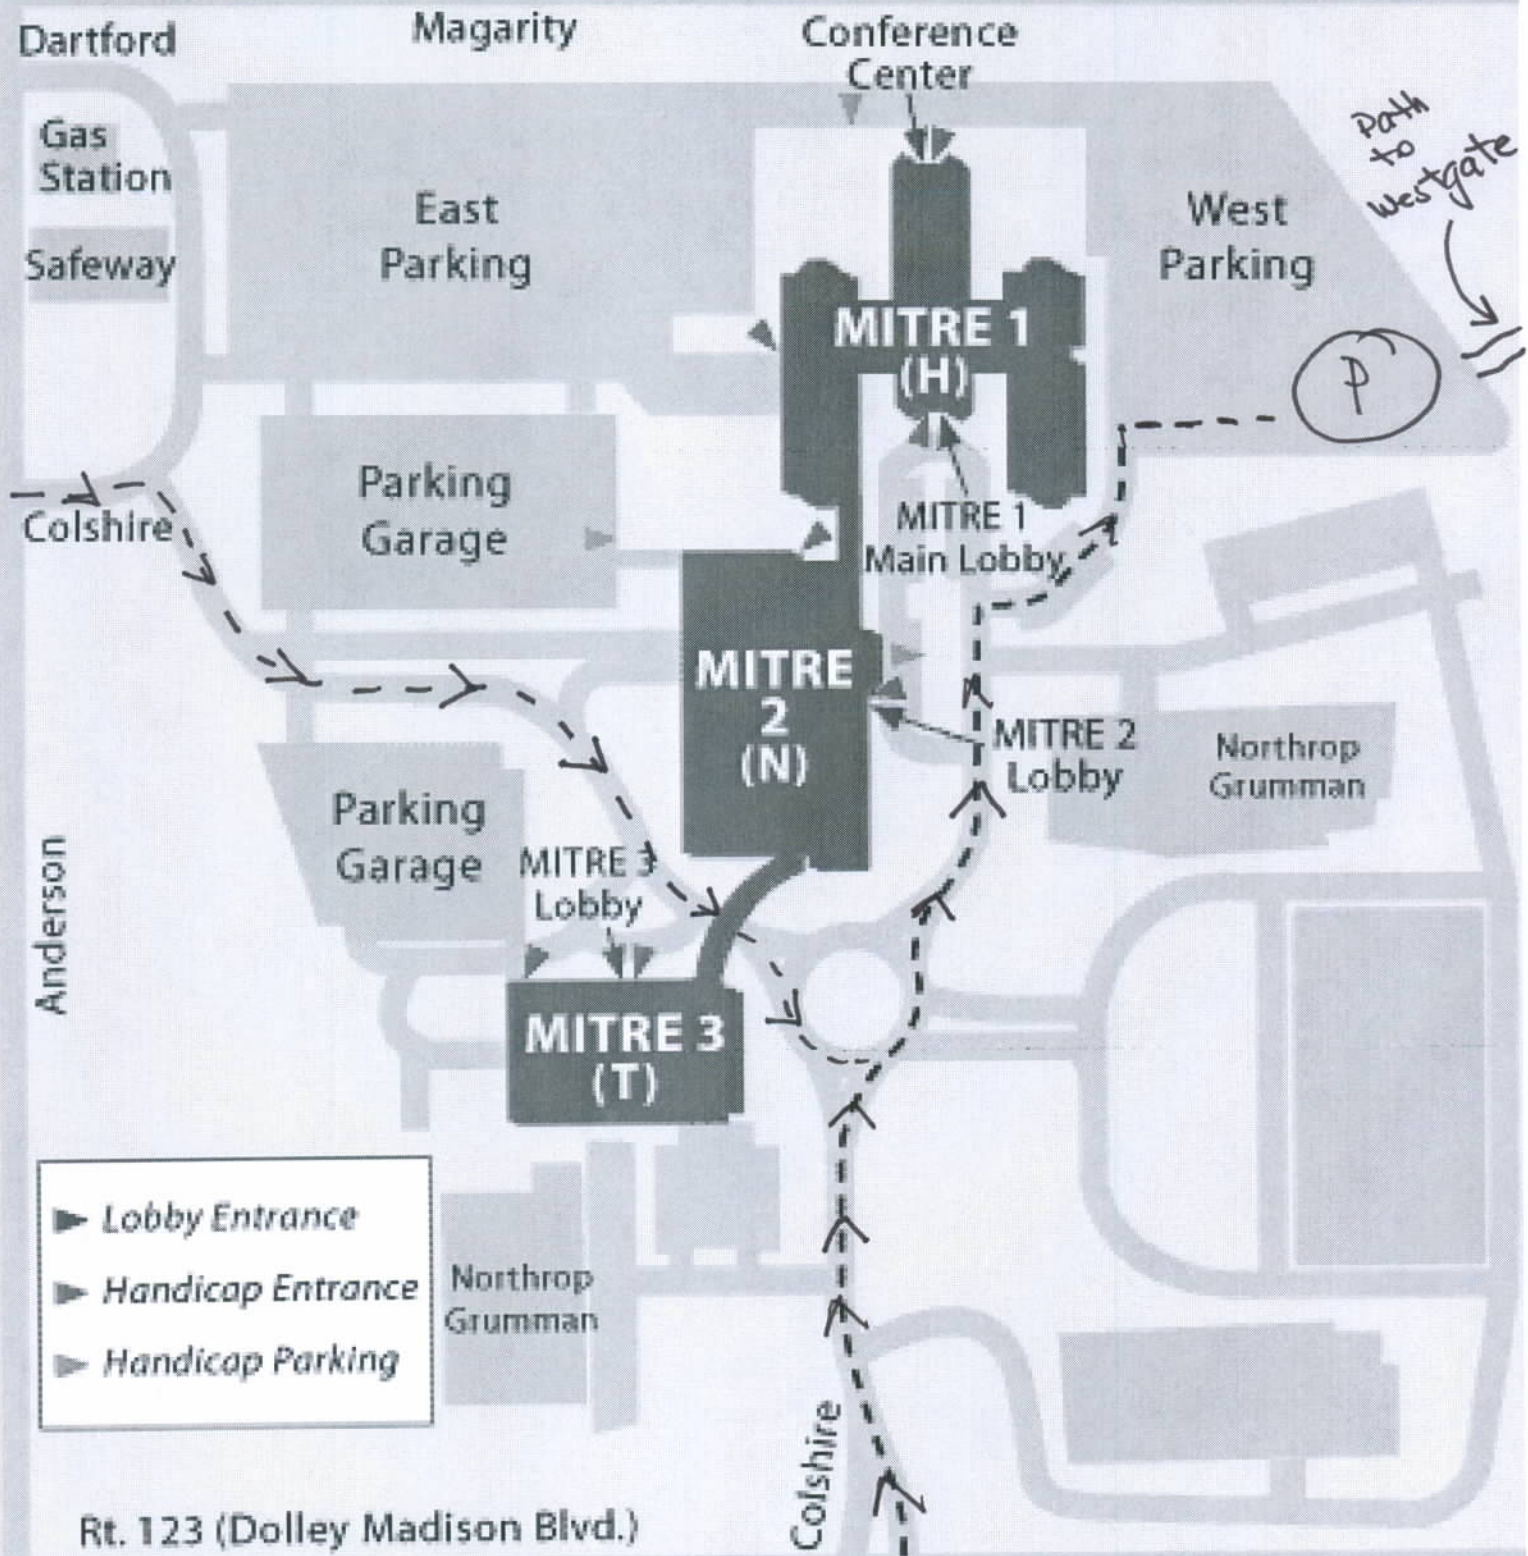 Dartford
Magarity
Conference
Center
Gas
Station
Safeway
East
Parking
Path
to
Westgate
West
Parking
MITRE 1
(H)
P
Parking
Garage
Colshire
MITRE 1
Main Lobby
MITRE
2
(N)
MITRE 2
Lobby
Northrop
Grumman
Parking
Garage
MITRE 3
Lobby
Anderson
MITRE 3
(T)
Lobby Entrance
Handicap Entrance
Handicap Parking
Northrop
Grumman
Colshire
Rt. 123 (Dolley Madison Blvd.)